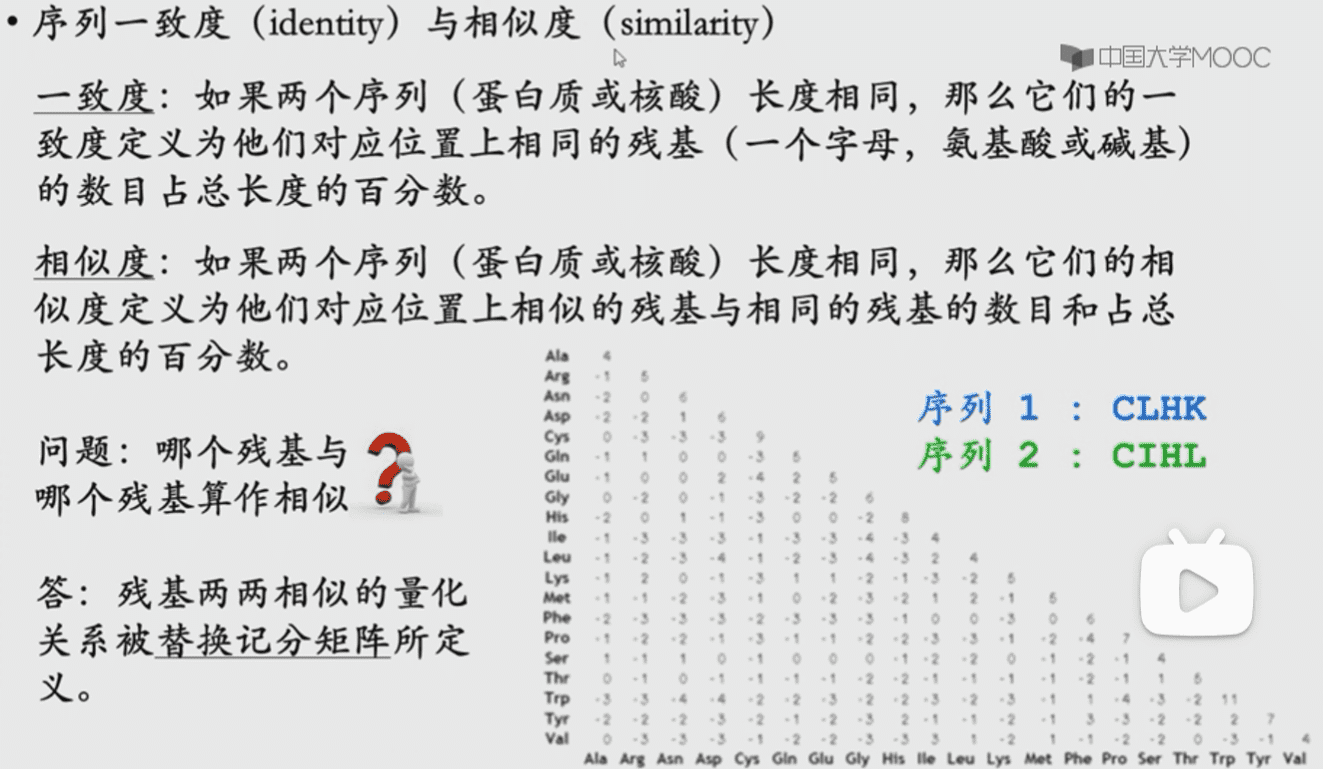 • 序列一致度（identity）与相似度（similarity）
中国大学MOOC
一致度：如果两个序列（蛋白质或核酸）长度相同，那么它们的一
致度定义为他们对应位置上相同的残基（一个字母，氨基酸或碱基）
的数目占总长度的百分数。
相似度：如果两个序列（蛋白质或核酸）长度相同，那么它们的相
似度定义为他们对应位置上相似的残基与相同的残基的数目和占总
长度的百分数。
问题：哪个残基与
哪个残基算作相似
答：残基两两相似的量化
关系被替换记分矩阵所定
义。
序列 1 : CLHK
序列 2 : CIHL
Ala 4
Arg -1 5
Asn -2 0 6
Asp -2 -2 1 6
Cys 0 -3 -3 -3 9
Gln -1 1 0 0 -3 5
Glu -1 0 0 2 -4 2 5
Gly 0 -2 0 -1 -3 -2 -2 6
His -2 0 1 -1 -3 0 0 -2 8
Ile -1 -3 -3 -3 -1 -3 -3 -4 -3 4
Leu -1 -2 -3 -4 -1 -2 -3 -4 -3 2 4
Lys -1 2 0 -1 -3 1 1 -2 -1 -3 -2 5
Met -1 -1 -2 -3 -1 0 -2 -3 -2 1 2 -1 5
Phe -2 -3 -3 -3 -2 -3 -3 -3 -1 0 0 -3 0 6
Pro -1 -2 -2 -1 -3 -1 -1 -2 -2 -3 -3 -1 -2 -4 7
Ser 1 -1 1 0 -1 0 0 0 -1 -2 -2 0 -1 -2 -1 4
Thr 0 -1 0 -1 -1 -1 -1 -2 -2 -1 -1 -1 -1 -2 -1 1 5
Trp -3 -3 -4 -4 -2 -2 -3 -2 -2 -3 -2 -3 -1 1 -4 -3 -2 11
Tyr -2 -2 -2 -3 -2 -1 -2 -3 2 -1 -1 -2 -1 3 -3 -2 -2 2 7
Val 0 -3 -3 -3 -1 -2 -2 -3 -3 3 1 -2 1 -1 -2 -2 0 -3 -1 4
Ala Arg Asn Asp Cys Gln Glu Gly His Ile Leu Lys Met Phe Pro Ser Thr Trp Tyr Val